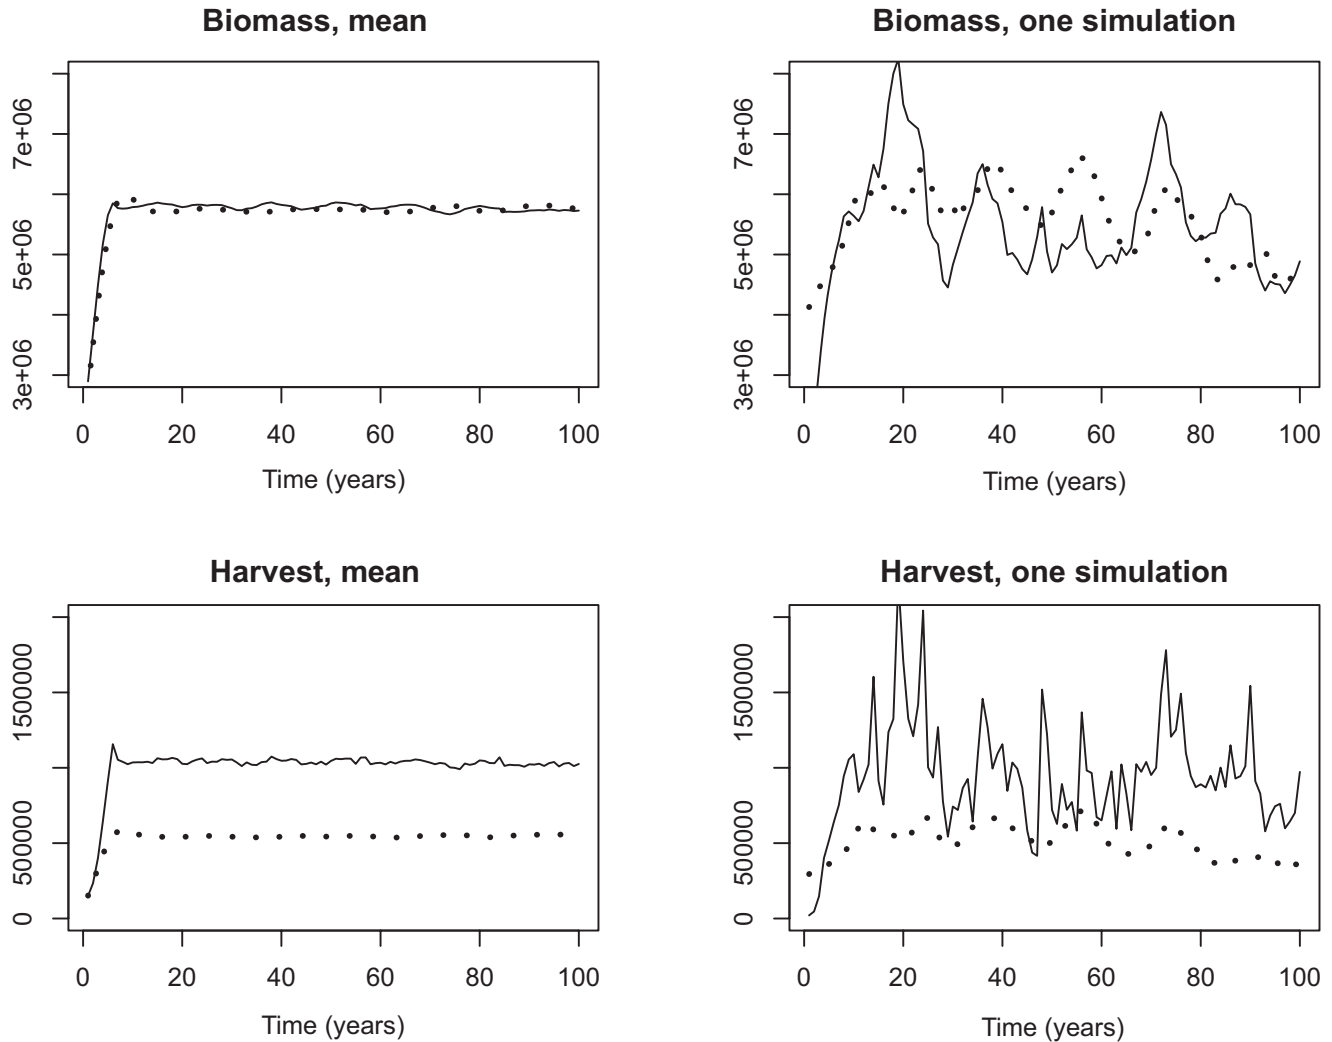 Biomass, mean
7e+06
5e+06
3e+06
0 20 40 60 80 100
Time (years)
Biomass, one simulation
7e+06
5e+06
3e+06
0 20 40 60 80 100
Time (years)
Harvest, mean
1500000
500000
0
0 20 40 60 80 100
Time (years)
Harvest, one simulation
1500000
500000
0
0 20 40 60 80 100
Time (years)